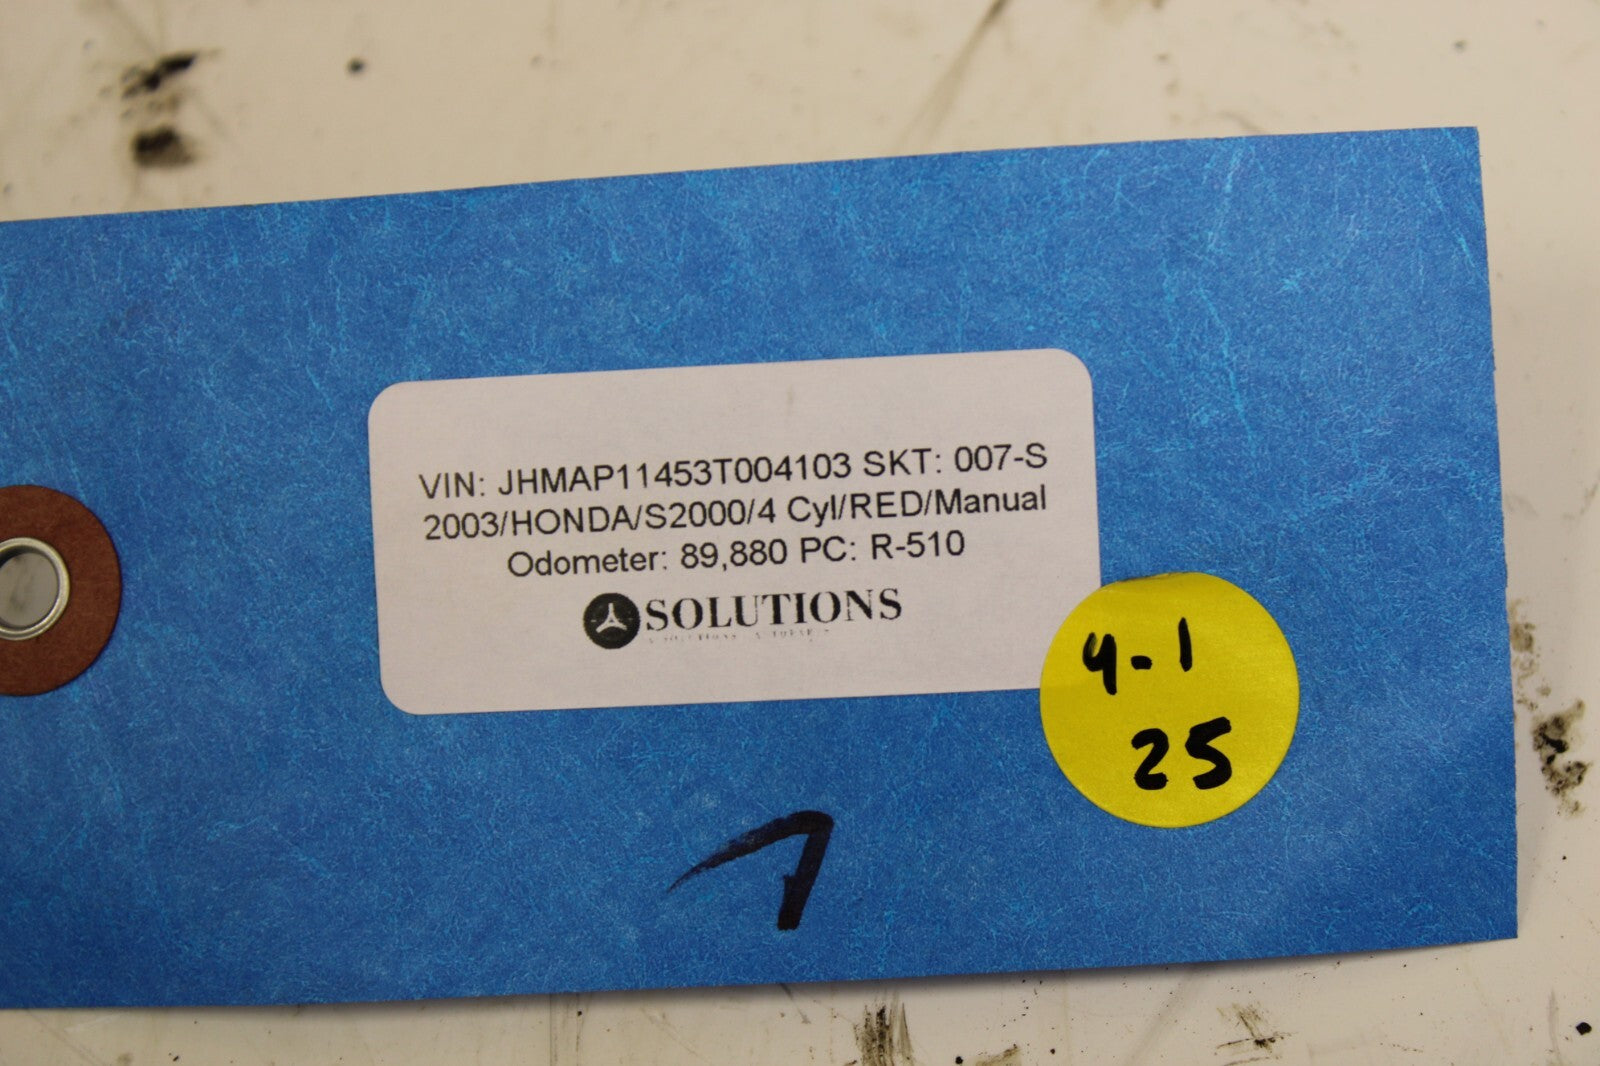 VIN: JHMAP11453T004103 SKT: 007-S
2003/HONDA/S2000/4 Cyl/RED/Manual
Odometer: 89,880 PC: R-510
SOLUTIONS
4-1
25
1